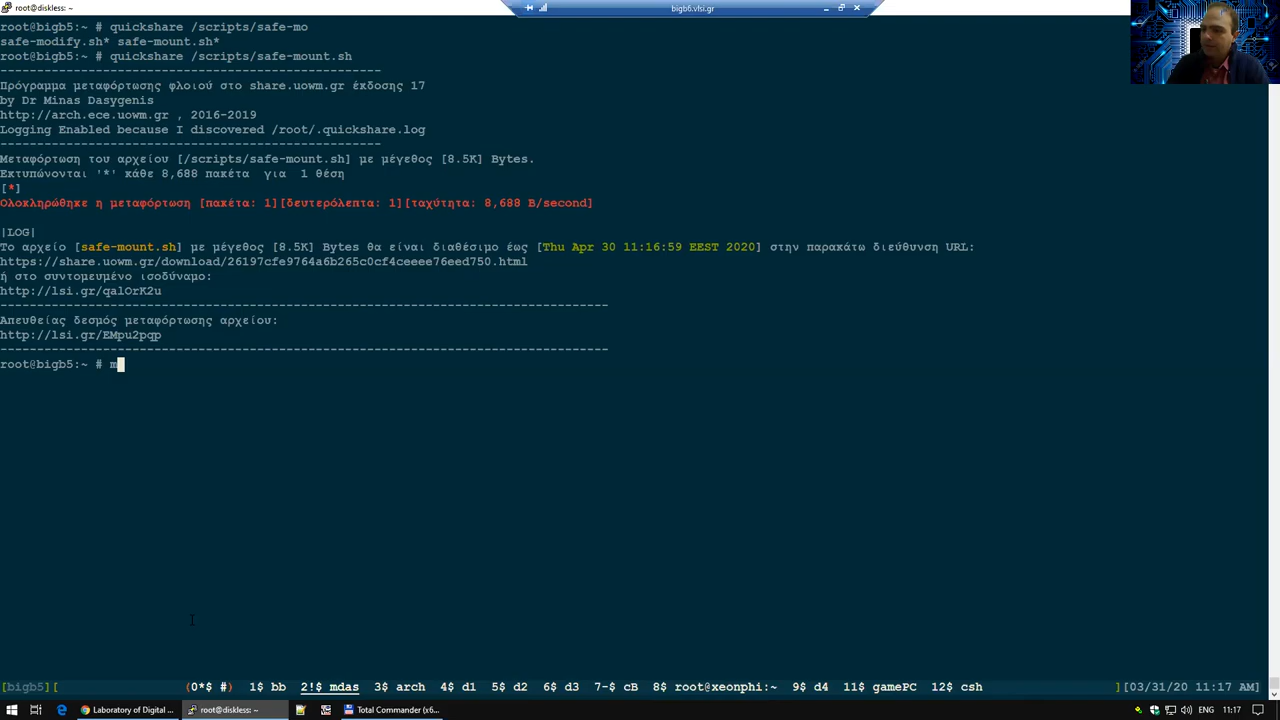 root@diskless: ~
bigb6.vlsi.gr
root@bigb5:~ # quickshare /scripts/safe-mo
safe-modify.sh* safe-mount.sh*
root@bigb5:~ # quickshare /scripts/safe-mount.sh
----------------------------------------------------
Πρόγραμμα μεταφόρτωσης φλοιού στο share.uowm.gr έκδοσης 17
by Dr Minas Dasygenis
http://arch.ece.uowm.gr , 2016-2019
Logging Enabled because I discovered /root/.quickshare.log
----------------------------------------------------
Μεταφόρτωση του αρχείου [/scripts/safe-mount.sh] με μέγεθος [8.5K] Bytes.
Εκτυπώνονται '*' κάθε 8,688 πακέτα  για  1 θέση
[*]
Ολοκληρώθηκε η μεταφόρτωση [πακέτα: 1][δευτερόλεπτα: 1][ταχύτητα: 8,688 B/second]
|LOG|
Το αρχείο [safe-mount.sh] με μέγεθος [8.5K] Bytes θα είναι διαθέσιμο έως [Thu Apr 30 11:16:59 EEST 2020] στην παρακάτω διεύθυνση URL:
https://share.uowm.gr/download/26197cfe9764a6b265c0cf4ceeee76eed750.html
ή στο συντομευμένο ισοδύναμο:
http://lsi.gr/qalOrK2u
-----------------------------------------------------------------------------------
Απευθείας δεσμός μεταφόρτωσης αρχείου:
http://lsi.gr/EMpu2pqp
-----------------------------------------------------------------------------------
root@bigb5:~ # m
[bigb5][ (0*$ #) 1$ bb 2!$ mdas 3$ arch 4$ d1 5$ d2 6$ d3 7-$ cB 8$ root@xeonphi:~ 9$ d4 11$ gamePC 12$ csh ][03/31/20 11:17 AM]
Laboratory of Digital ... root@diskless: ~ Total Commander (x6... ENG 11:17